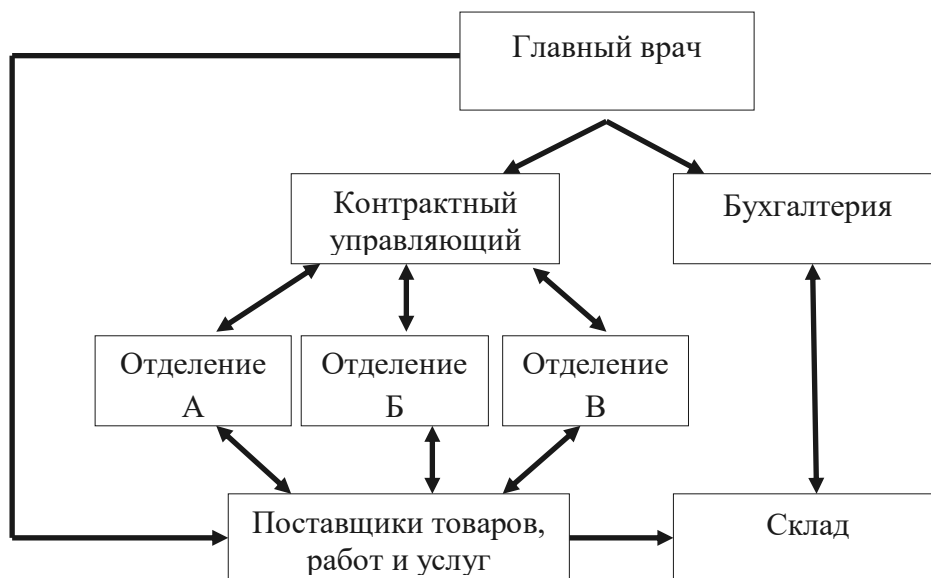 Главный врач
Контрактный
управляющий
Бухгалтерия
Отделение
А
Отделение
Б
Отделение
В
Поставщики товаров,
работ и услуг
Склад